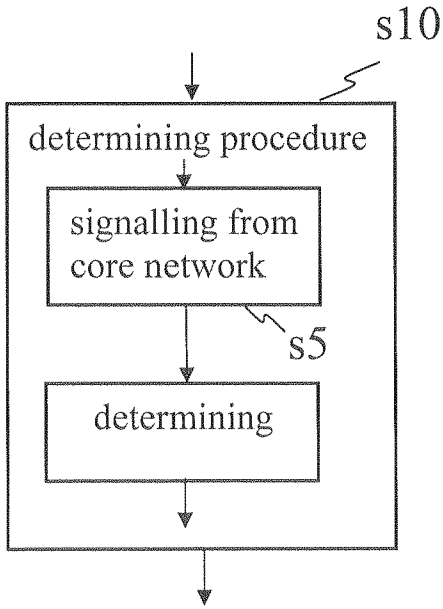 s10
determining procedure
signalling from
core network
s5
determining